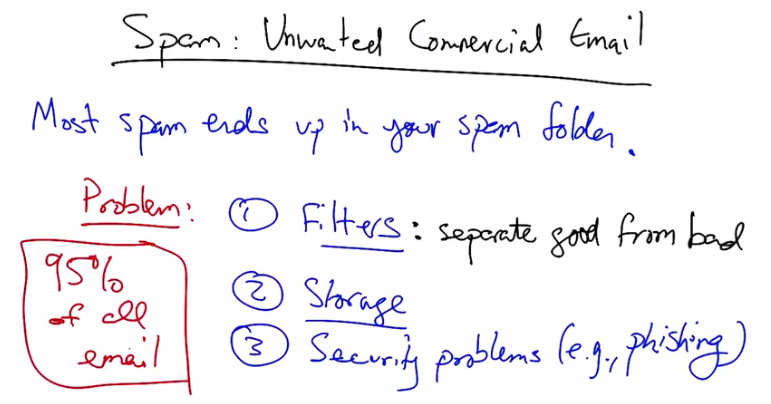 Spam: Unwated Commercial Email
Most spam ends up in your spam folder.
Problem:
① Filters: separate good from bad
95%
of all
email
② Storage
③ Security problems (e.g., phishing)